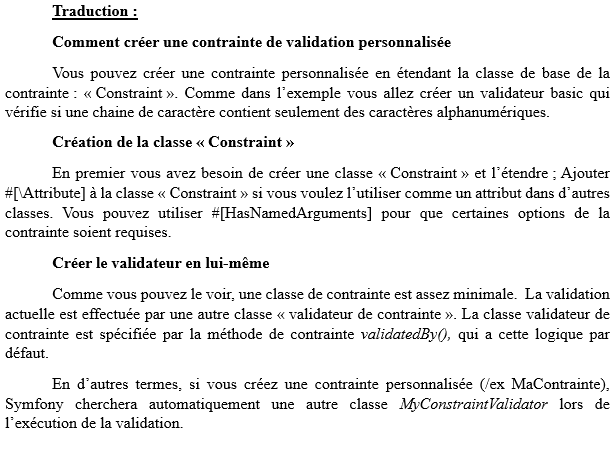 Traduction :
Comment créer une contrainte de validation personnalisée
Vous pouvez créer une contrainte personnalisée en étendant la classe de base de la
contrainte : « Constraint ». Comme dans l’exemple vous allez créer un validateur basic qui
vérifie si une chaine de caractère contient seulement des caractères alphanumériques.
Création de la classe « Constraint »
En premier vous avez besoin de créer une classe « Constraint » et l’étendre ; Ajouter
#[\Attribute] à la classe « Constraint » si vous voulez l’utiliser comme un attribut dans d’autres
classes. Vous pouvez utiliser #[HasNamedArguments] pour que certaines options de la
contrainte soient requises.
Créer le validateur en lui-même
Comme vous pouvez le voir, une classe de contrainte est assez minimale. La validation
actuelle est effectuée par une autre classe « validateur de contrainte ». La classe validateur de
contrainte est spécifiée par la méthode de contrainte validatedBy(), qui a cette logique par
défaut.
En d’autres termes, si vous créez une contrainte personnalisée (/ex MaContrainte),
Symfony cherchera automatiquement une autre classe MyConstraintValidator lors de
l’exécution de la validation.